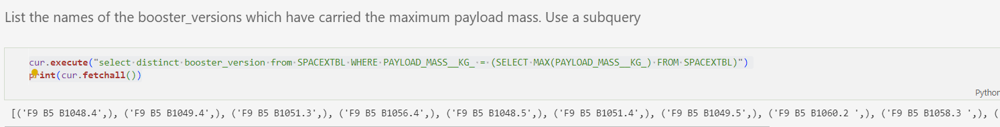 List the names of the booster_versions which have carried the maximum payload mass. Use a subquery
cur.execute("select distinct booster_version from SPACEXTBL WHERE PAYLOAD_MASS__KG_ = (SELECT MAX(PAYLOAD_MASS__KG_) FROM SPACEXTBL)")
print(cur.fetchall())
Python
[('F9 B5 B1048.4',), ('F9 B5 B1049.4',), ('F9 B5 B1051.3',), ('F9 B5 B1056.4',), ('F9 B5 B1048.5',), ('F9 B5 B1051.4',), ('F9 B5 B1049.5',), ('F9 B5 B1060.2 ',), ('F9 B5 B1058.3 ',), (